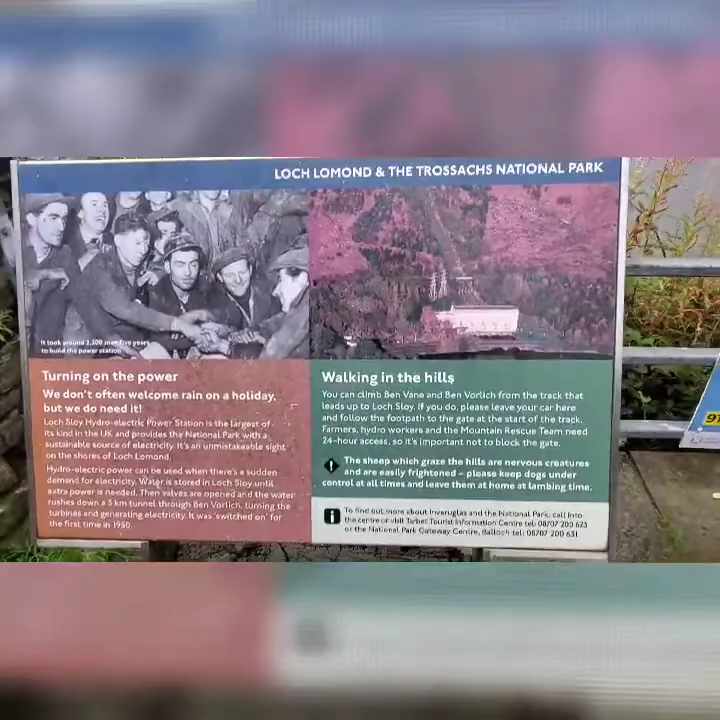 LOCH LOMOND & THE TROSSACHS NATIONAL PARK
It took around 2,300 men five years
to build the power station
Turning on the power
We don't often welcome rain on a holiday,
but we do need it!
Loch Sloy Hydro-electric Power Station is the largest of
its kind in the UK and provides the National Park with a
sustainable source of electricity. It's an unmistakeable sight
on the shores of Loch Lomond.
Hydro-electric power can be used when there's a sudden
demand for electricity. Water is stored in Loch Sloy until
extra power is needed. Then valves are opened and the water
rushes down a 3 km tunnel through Ben Vorlich, turning the
turbines and generating electricity. It was 'switched on' for
the first time in 1950.
Walking in the hills
You can climb Ben Vane and Ben Vorlich from the track that
leads up to Loch Sloy. If you do, please leave your car here
and follow the footpath to the gate at the start of the track.
Farmers, hydro workers and the Mountain Rescue Team need
24-hour access, so it's important not to block the gate.
The sheep which graze the hills are nervous creatures
and are easily frightened – please keep dogs under
control at all times and leave them at home at lambing time.
To find out more about Inveruglas and the National Park, call into
the centre or visit Tarbet Tourist Information Centre tel: 08707 200 623
or the National Park Gateway Centre, Balloch tel: 08707 200 631